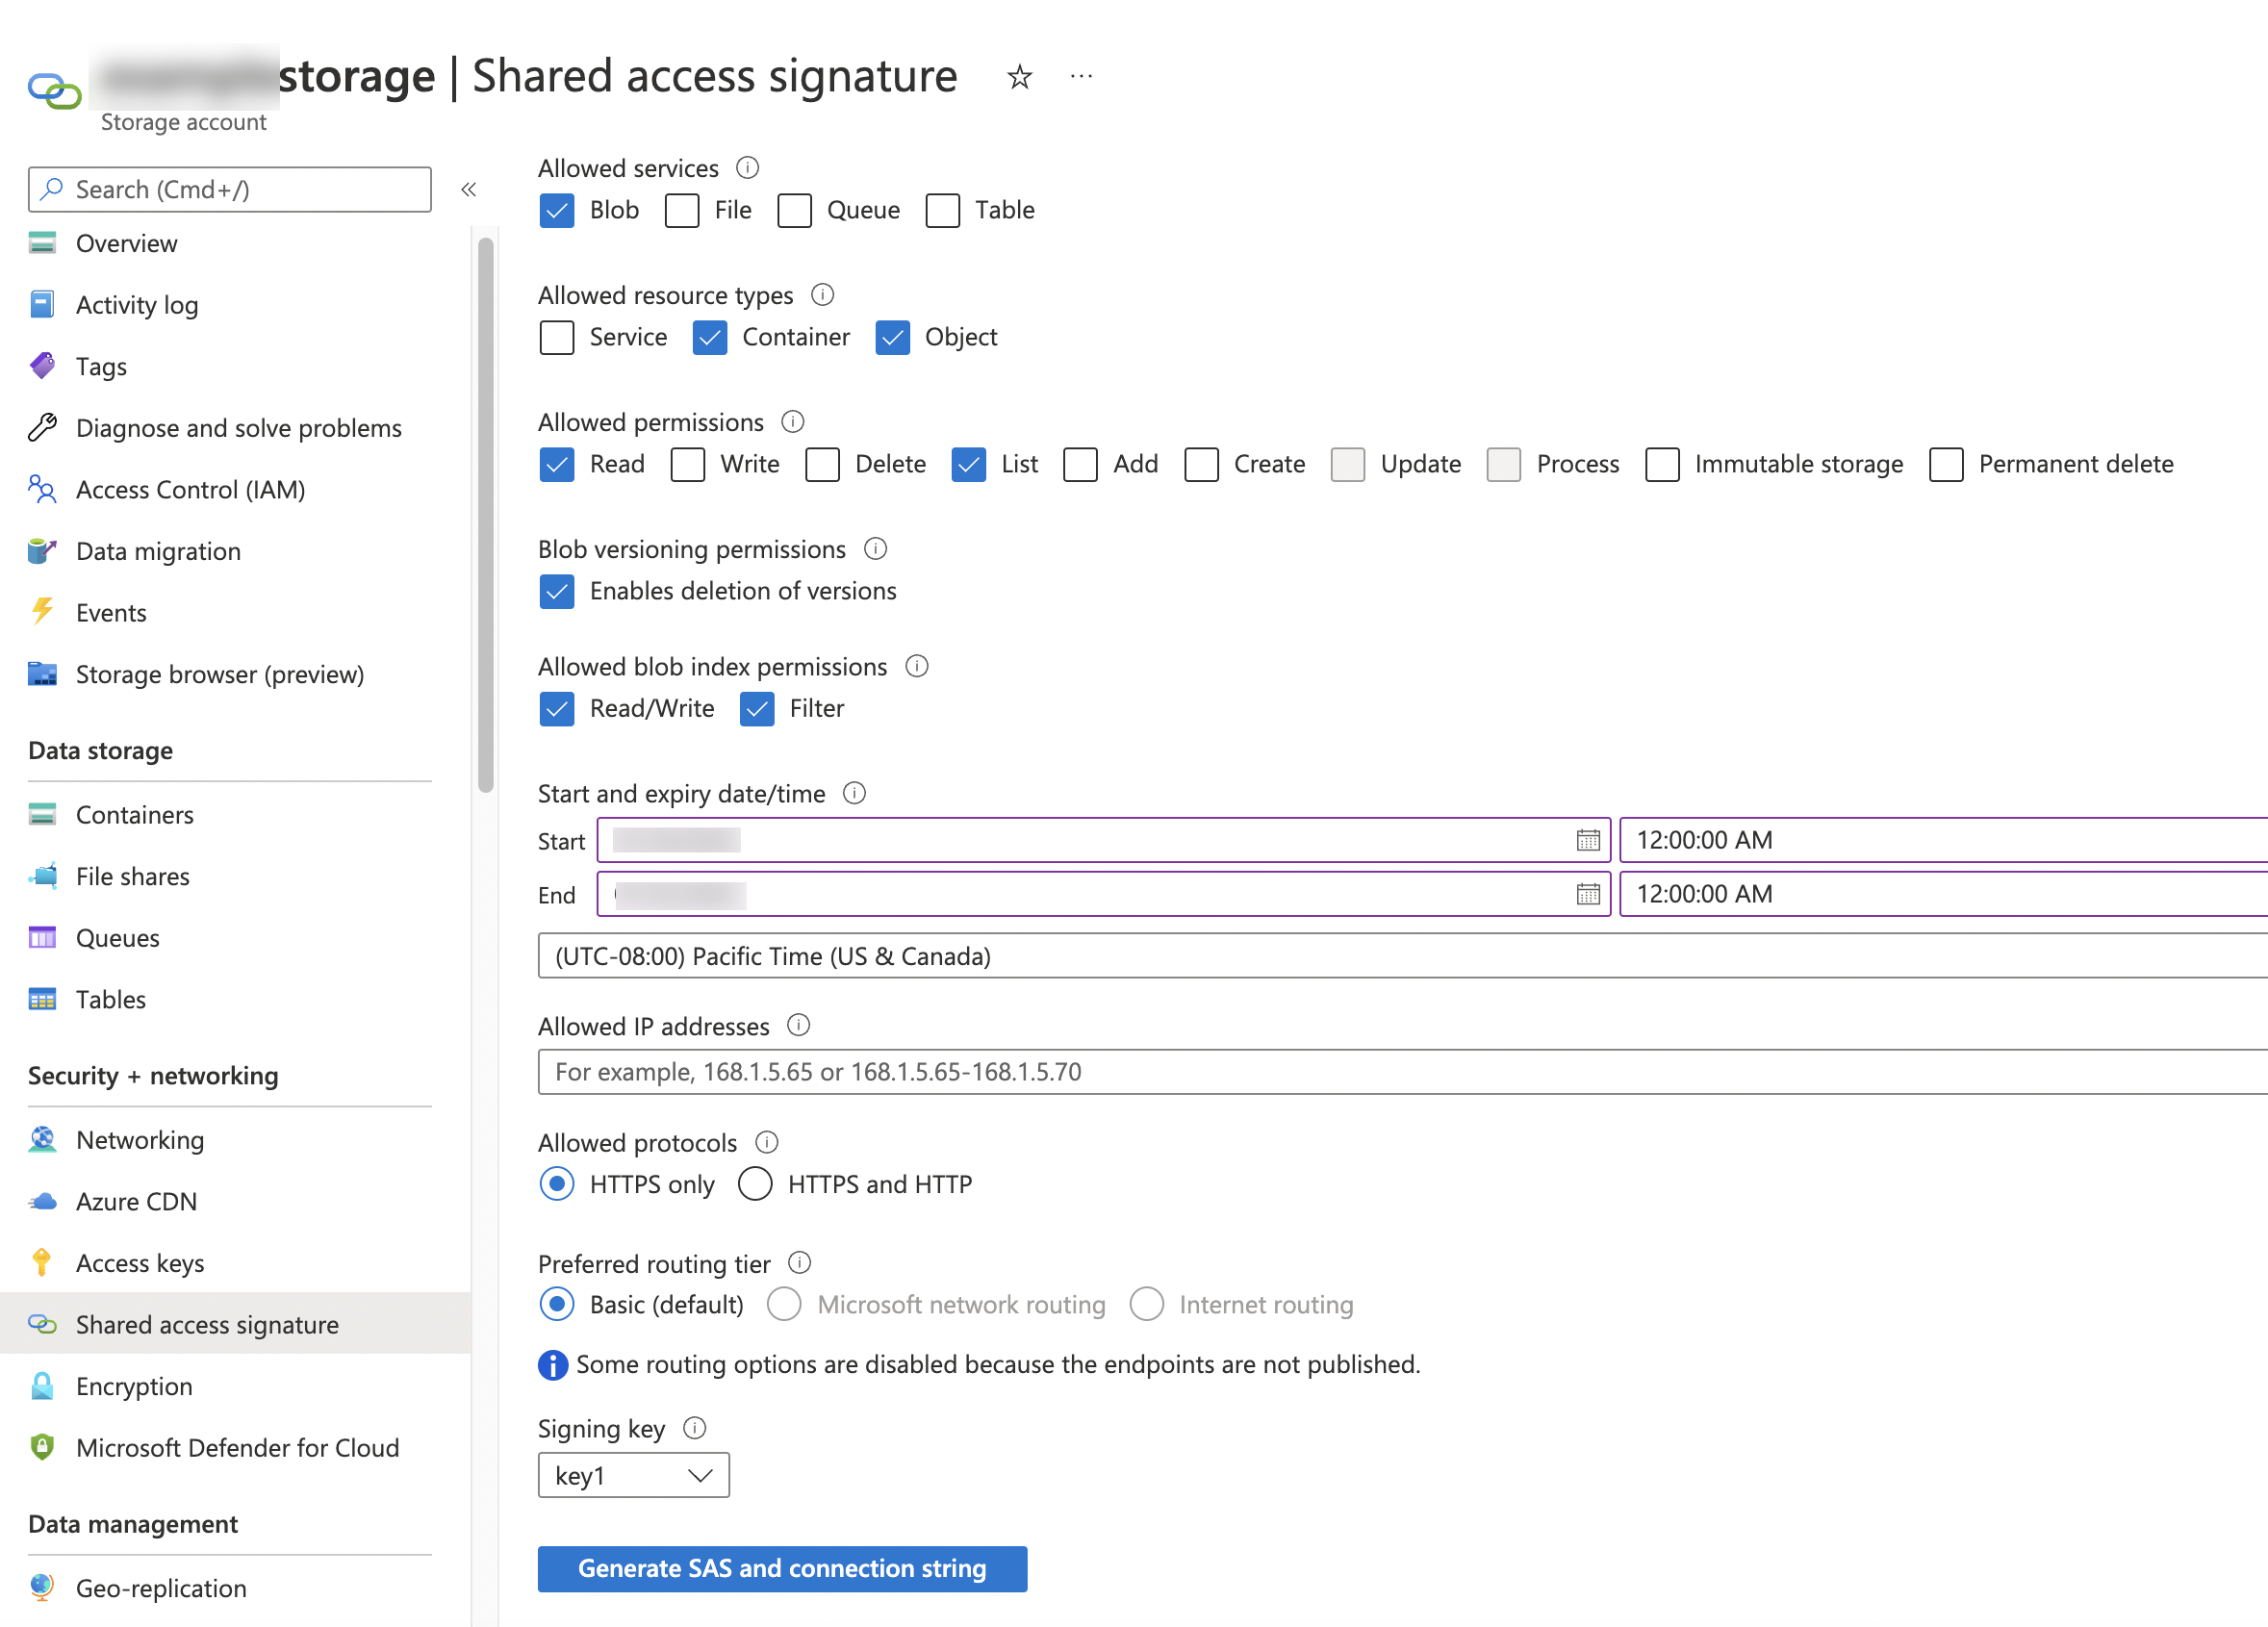 storage | Shared access signature
Storage account
Search (Cmd+/)
Overview
Activity log
Tags
Diagnose and solve problems
Access Control (IAM)
Data migration
Events
Storage browser (preview)
Data storage
Containers
File shares
Queues
Tables
Security + networking
Networking
Azure CDN
Access keys
Shared access signature
Encryption
Microsoft Defender for Cloud
Data management
Geo-replication
Allowed services
Blob File Queue Table
Allowed resource types
Service Container Object
Allowed permissions
Read Write Delete List Add Create Update Process Immutable storage Permanent delete
Blob versioning permissions
Enables deletion of versions
Allowed blob index permissions
Read/Write Filter
Start and expiry date/time
Start 12:00:00 AM
End 12:00:00 AM
(UTC-08:00) Pacific Time (US & Canada)
Allowed IP addresses
For example, 168.1.5.65 or 168.1.5.65-168.1.5.70
Allowed protocols
HTTPS only HTTPS and HTTP
Preferred routing tier
Basic (default) Microsoft network routing Internet routing
Some routing options are disabled because the endpoints are not published.
Signing key
key1
Generate SAS and connection string